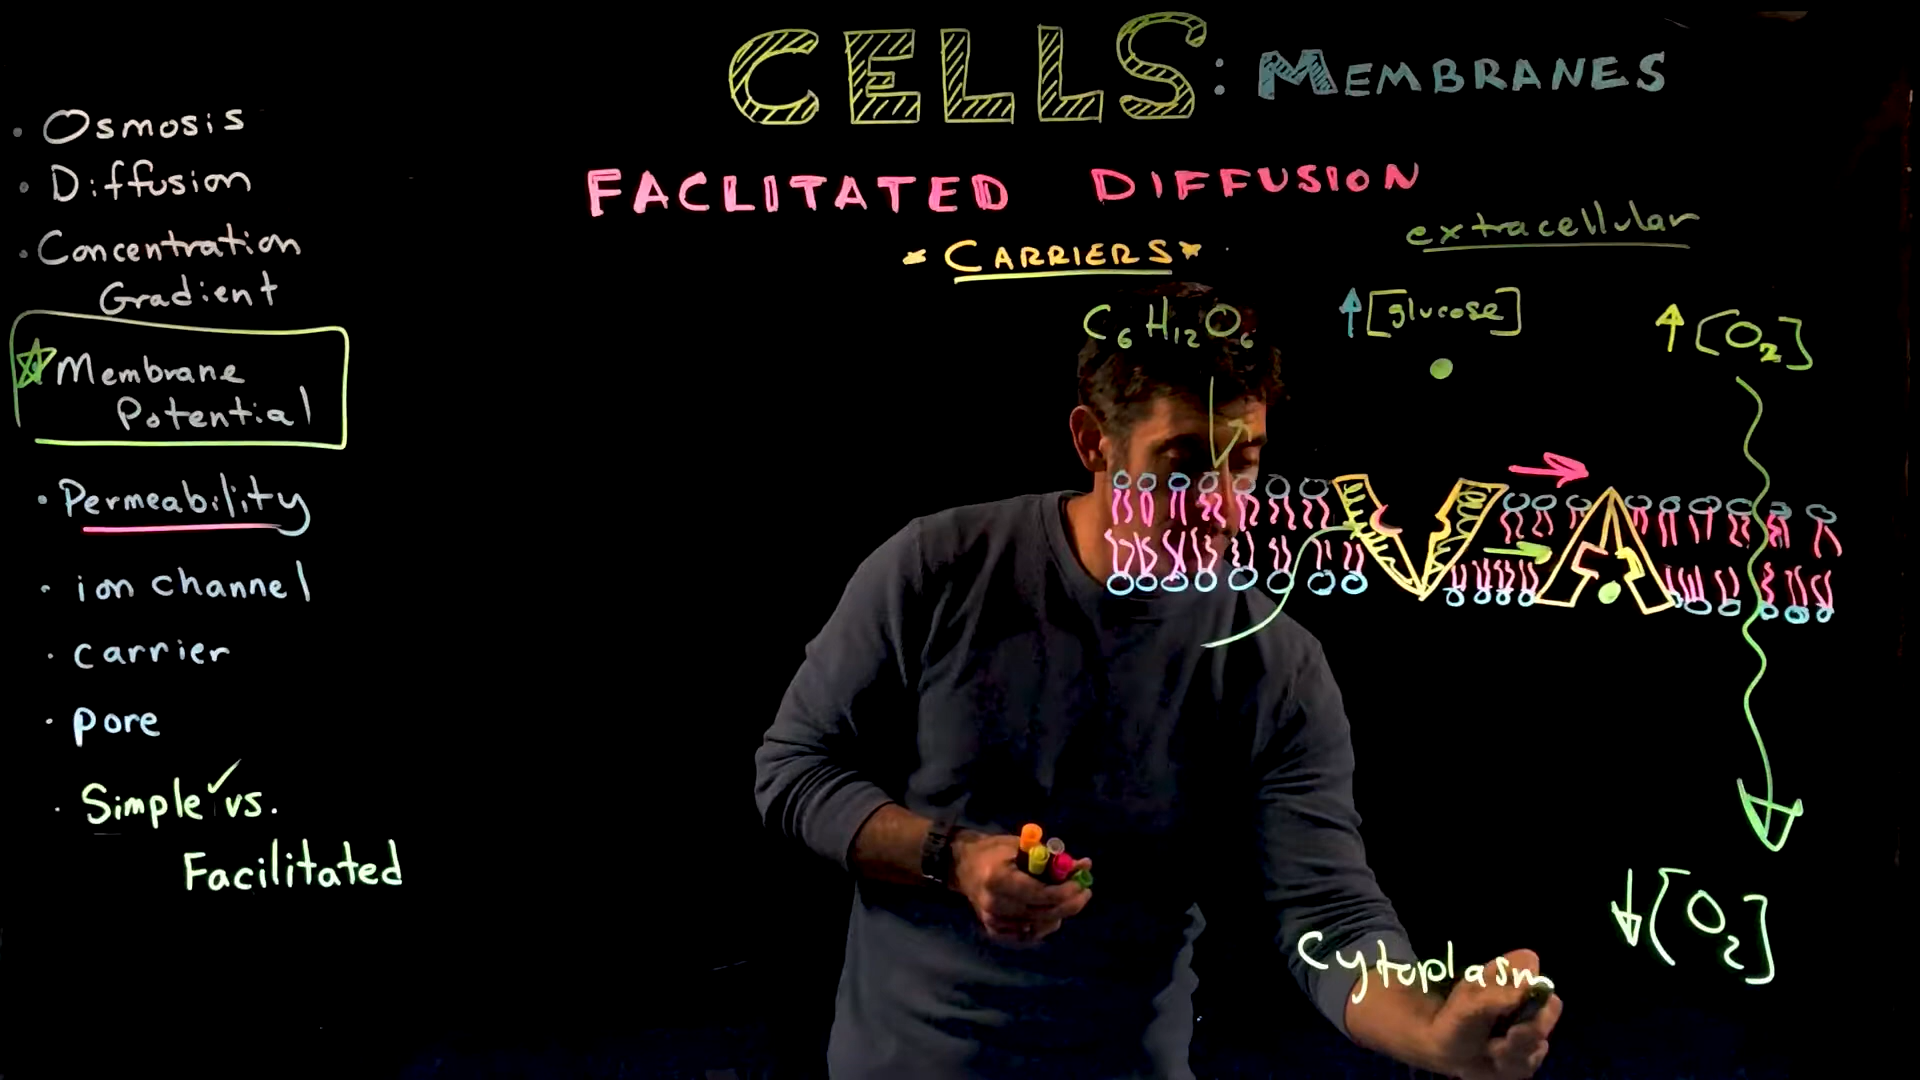 CELLS: MEMBRANES
FACLITATED DIFFUSION
* CARRIERS *
• Osmosis
• Diffusion
• Concentration
Gradient
☆ Membrane
Potential
• Permeability
• ion channel
• carrier
• pore
• Simple ✓ vs.
Facilitated
extracellular
C₆H₁₂O₆
↑[glucose]
↑[O₂]
Cytoplasm
↓[O₂]